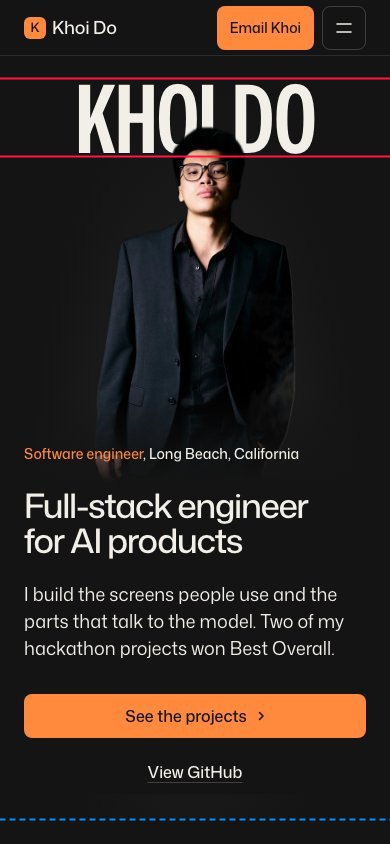 K Khoi Do
Email Khoi
KHOI DO
Software engineer, Long Beach, California
Full-stack engineer
for AI products
I build the screens people use and the
parts that talk to the model. Two of my
hackathon projects won Best Overall.
See the projects
View GitHub